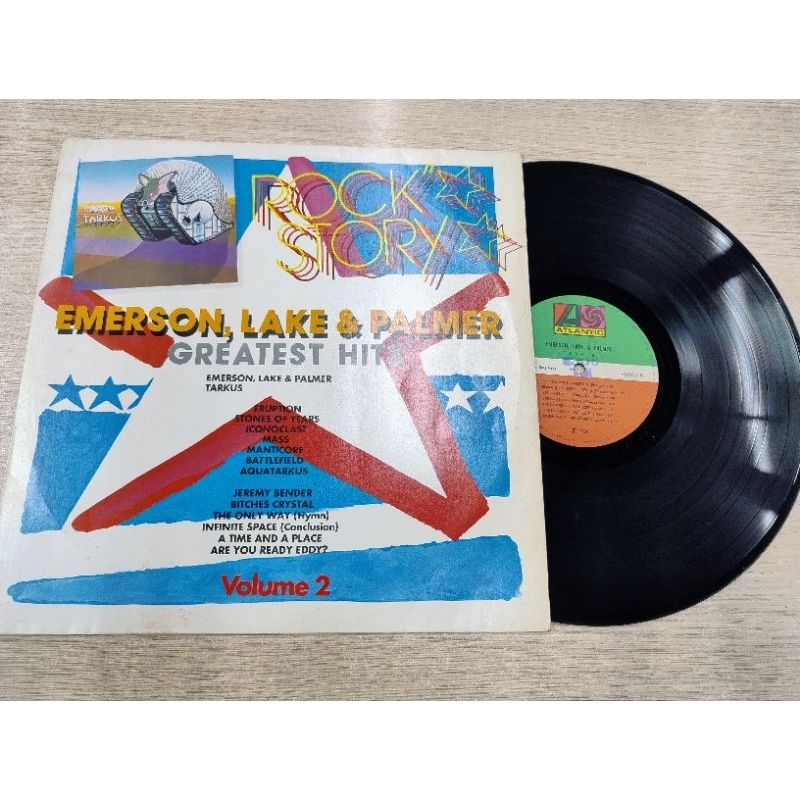 TARKUS
ROCK
STORY
EMERSON, LAKE & PALMER
GREATEST HITS
EMERSON, LAKE & PALMER
TARKUS
ERUPTION
STONES OF YEARS
ICONOCLAST
MASS
MANTICORE
BATTLEFIELD
AQUATARKUS
JEREMY BENDER
BITCHES CRYSTAL
THE ONLY WAY (Hymn)
INFINITE SPACE (Conclusion)
A TIME AND A PLACE
ARE YOU READY EDDY?
Volume 2
ATLANTIC
EMERSON, LAKE & PALMER